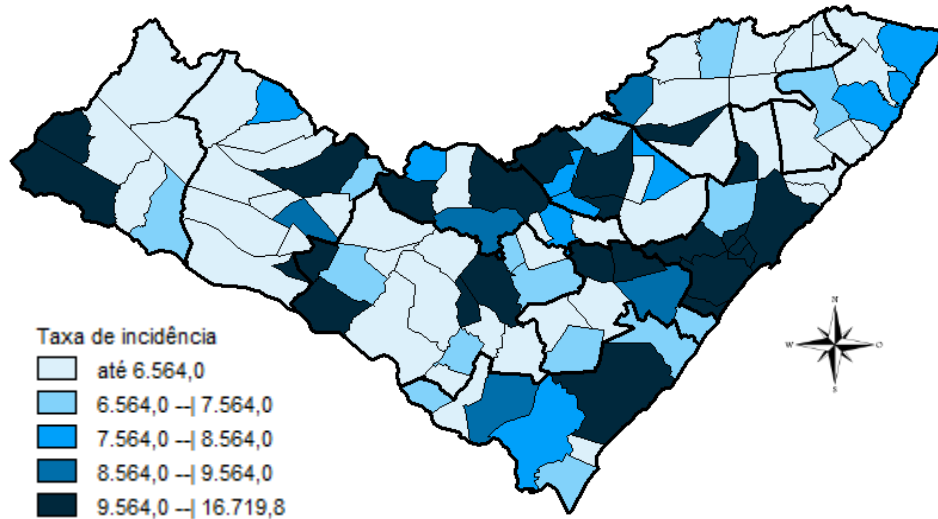 Taxa de incidência
até 6.564,0
6.564,0 --| 7.564,0
7.564,0 --| 8.564,0
8.564,0 --| 9.564,0
9.564,0 --| 16.719,8
N
W
O
S